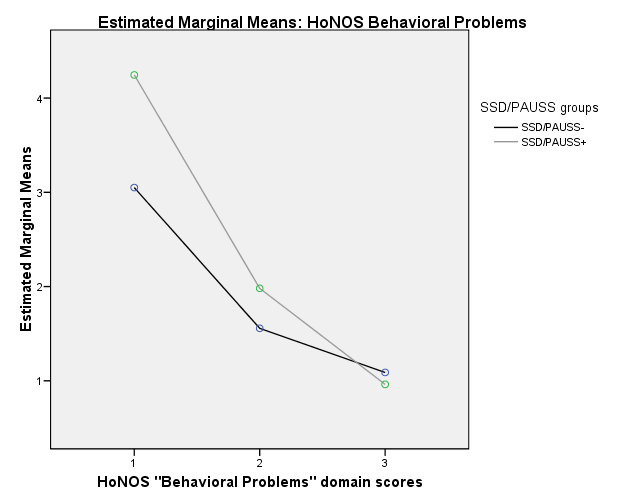 Estimated Marginal Means: HoNOS Behavioral Problems
Estimated Marginal Means
4
3
2
1
1 2 3
HoNOS "Behavioral Problems" domain scores
SSD/PAUSS groups
SSD/PAUSS-
SSD/PAUSS+